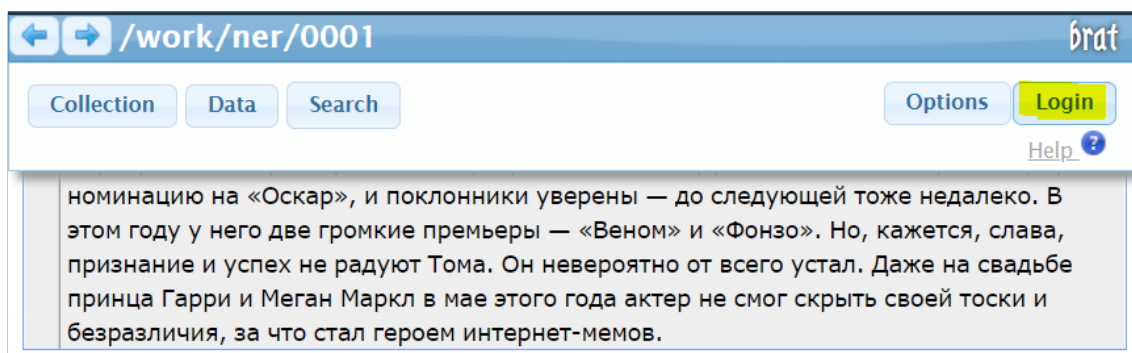 /work/ner/0001 brat
Collection Data Search Options Login
Help ?
номинацию на «Оскар», и поклонники уверены — до следующей тоже недалеко. В
этом году у него две громкие премьеры — «Веном» и «Фонзо». Но, кажется, слава,
признание и успех не радуют Тома. Он невероятно от всего устал. Даже на свадьбе
принца Гарри и Меган Маркл в мае этого года актер не смог скрыть своей тоски и
безразличия, за что стал героем интернет-мемов.